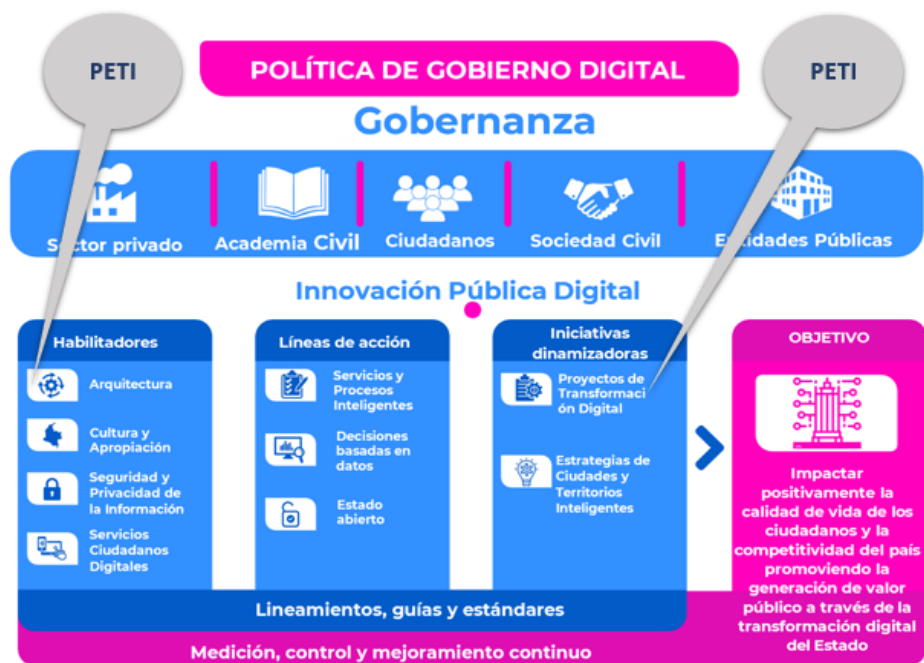 PETI
PETI
POLÍTICA DE GOBIERNO DIGITAL
Gobernanza
Sector privado
Academia Civil
Ciudadanos
Sociedad Civil
Entidades Públicas
Innovación Pública Digital
Habilitadores
Arquitectura
Cultura y
Apropiación
Seguridad y
Privacidad de
la Información
Servicios
Ciudadanos
Digitales
Líneas de acción
Servicios y
Procesos
Inteligentes
Decisiones
basadas en
datos
Estado
abierto
Iniciativas
dinamizadoras
Proyectos de
Transformaci
ón Digital
Estrategias de
Ciudades y
Territorios
Inteligentes
OBJETIVO
Impactar
positivamente la
calidad de vida de los
ciudadanos y la
competitividad del país
promoviendo la
generación de valor
público a través de la
transformación digital
del Estado
Lineamientos, guías y estándares
Medición, control y mejoramiento continuo